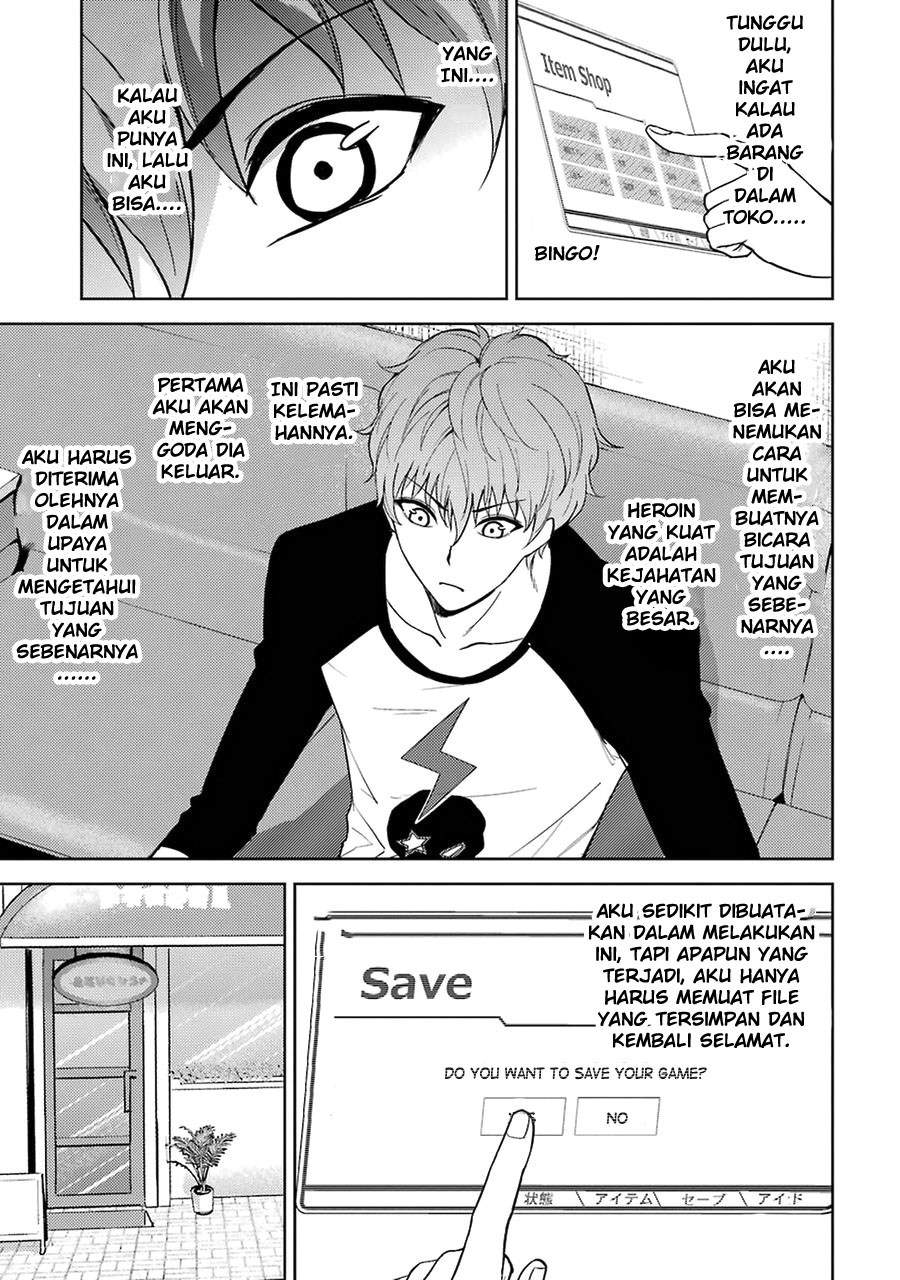 TUNGGU
DULU,
AKU
INGAT
KALAU
ADA
BARANG
DI
DALAM
TOKO.....
Item Shop
BINGO!
YANG
INI....
KALAU
AKU
PUNYA
INI, LALU
AKU
BISA....
AKU
AKAN
BISA ME-
NEMUKAN
CARA
UNTUK
MEM-
BUATNYA
BICARA
TUJUAN
YANG
SEBE-
NARNYA
....
HEROIN
YANG KUAT
ADALAH
KEJAHATAN
YANG
BESAR.
INI PASTI
KELEMA-
HANNYA.
PERTAMA
AKU AKAN
MENG-
GODA DIA
KELUAR.
AKU HARUS
DITERIMA
OLEHNYA
DALAM
UPAYA
UNTUK
MENGETAHUI
TUJUAN
YANG
SEBENARNYA
......
AKU SEDIKIT DIBUATA-
KAN DALAM MELAKUKAN
INI, TAPI APAPUN YANG
TERJADI, AKU HANYA
HARUS MEMUAT FILE
YANG TERSIMPAN DAN
KEMBALI SELAMAT.
Save
DO YOU WANT TO SAVE YOUR GAME?
NO
状態 アイテム セーブ アイド